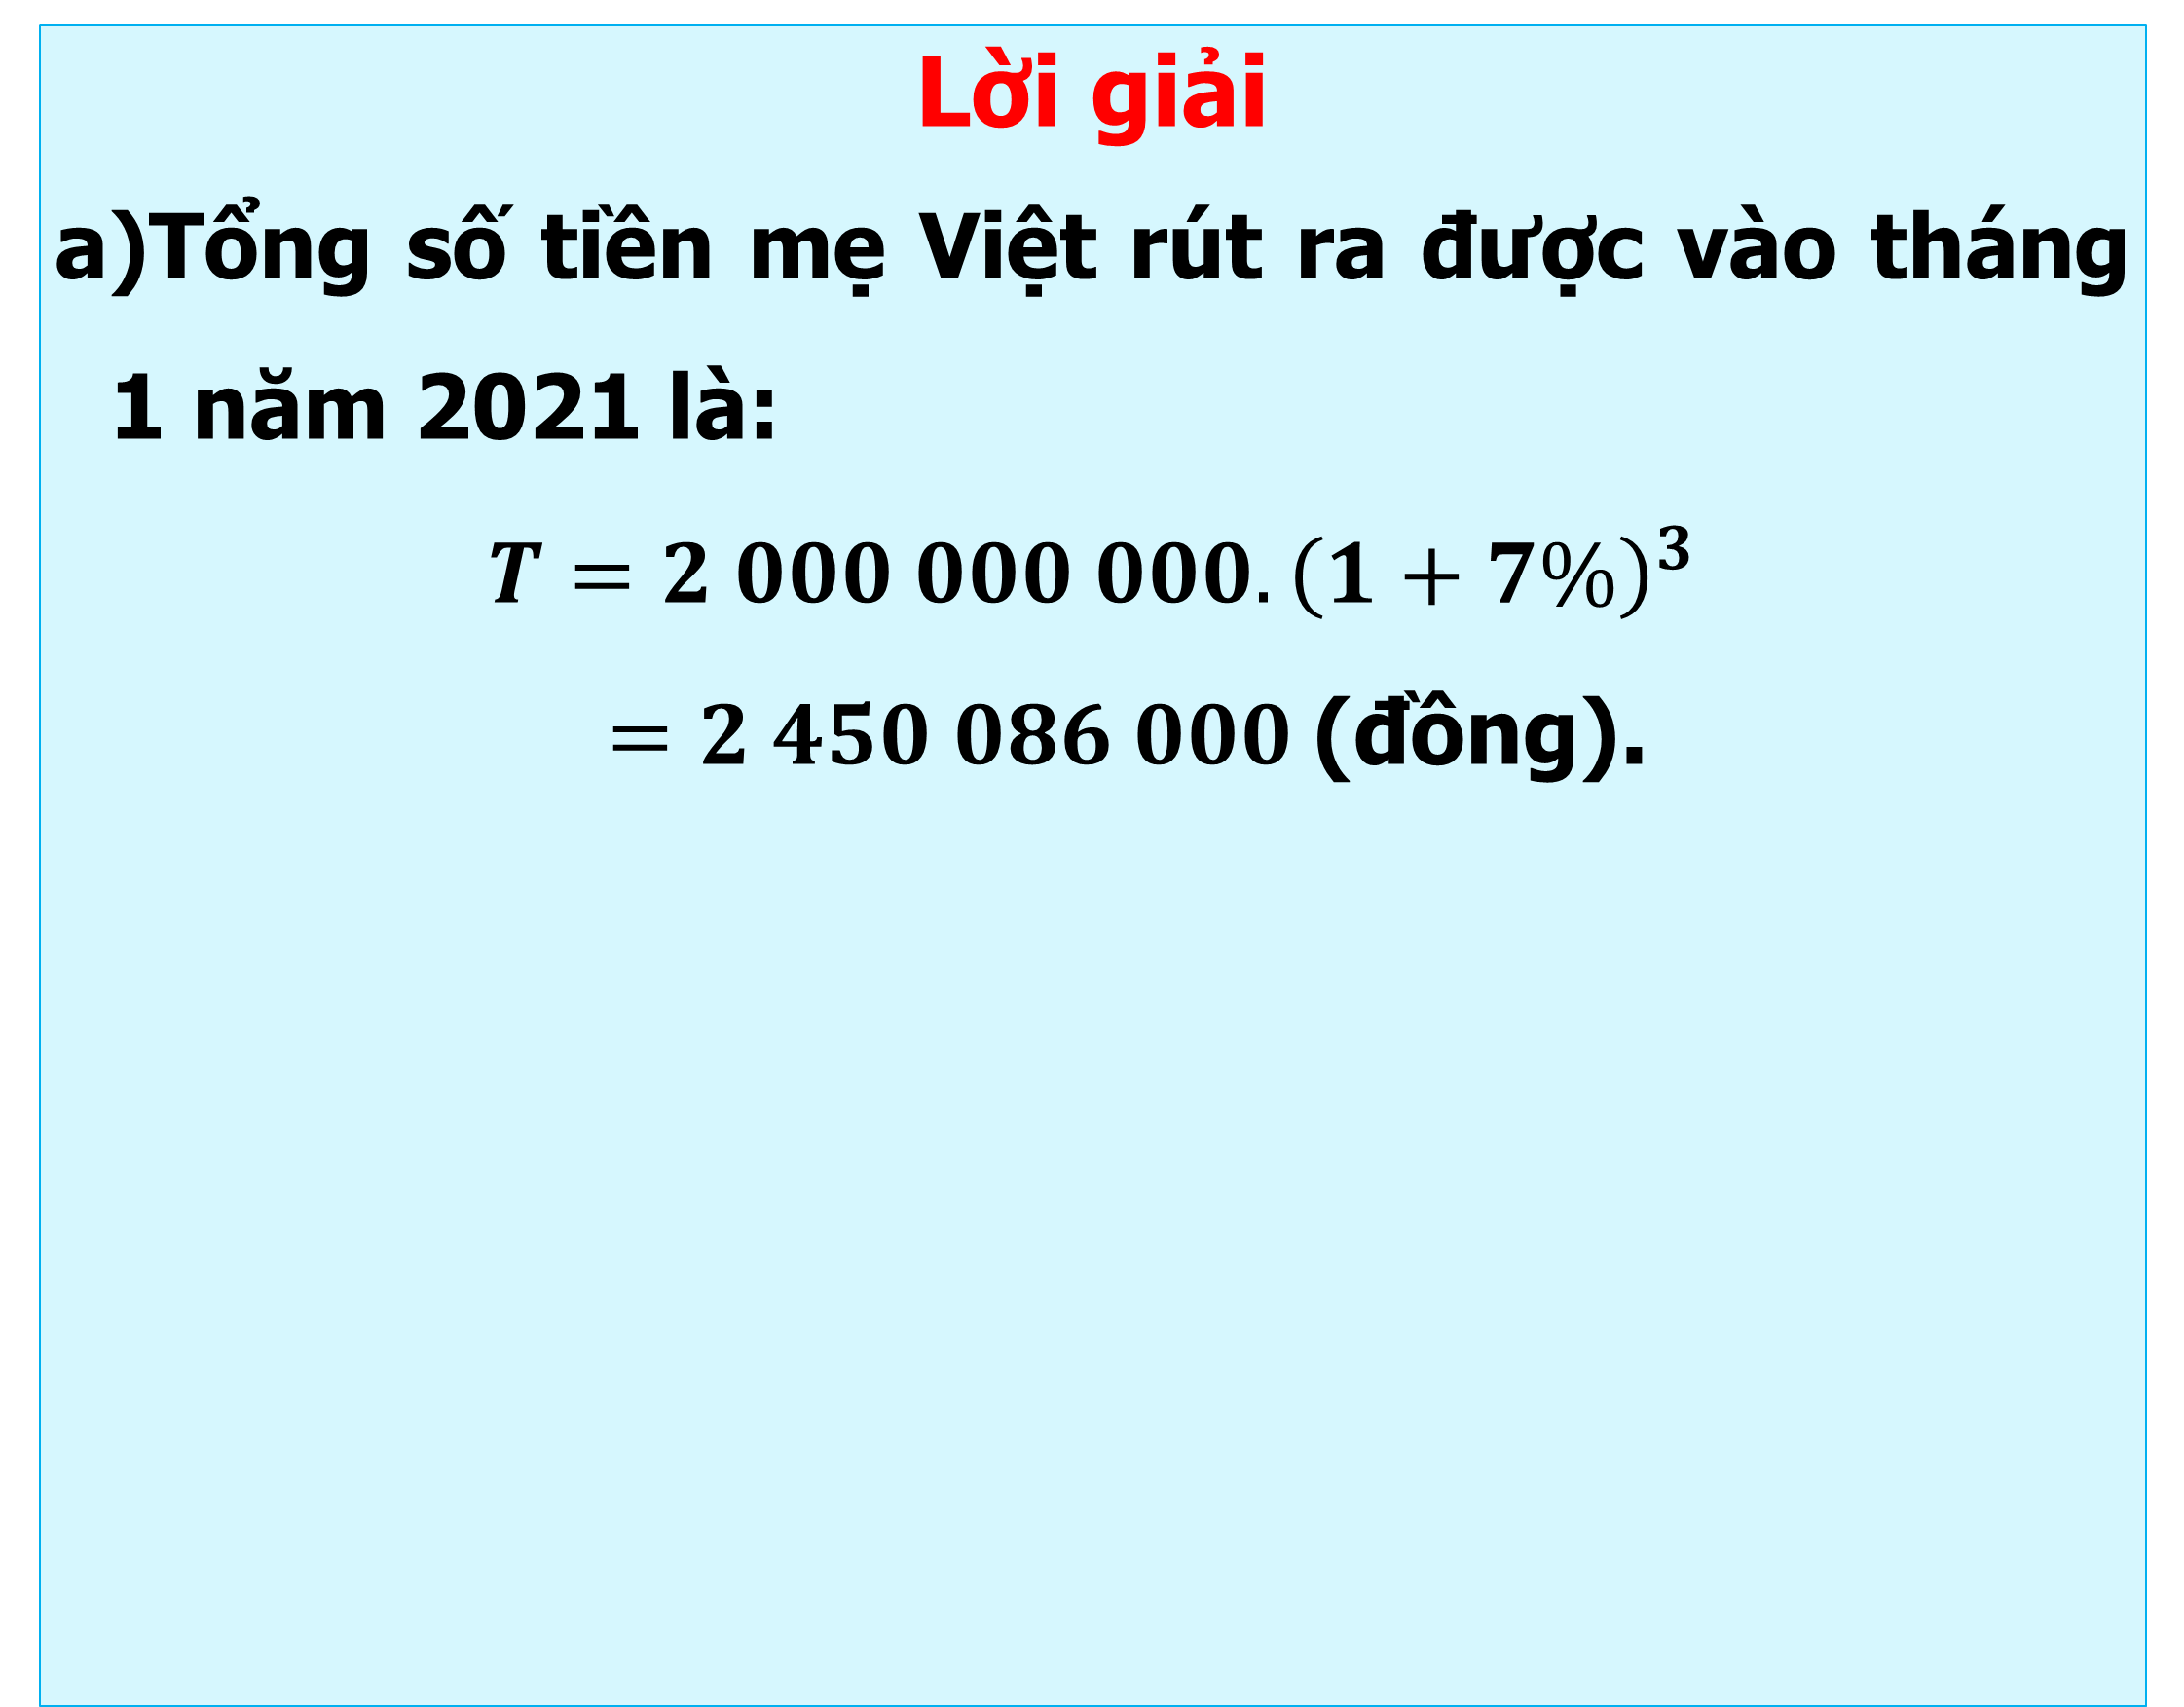 Lời giải
a)Tổng số tiền mẹ Việt rút ra được vào tháng
1 năm 2021 là:
T = 2 000 000 000. (1 + 7%)³
= 2 450 086 000 (đồng).